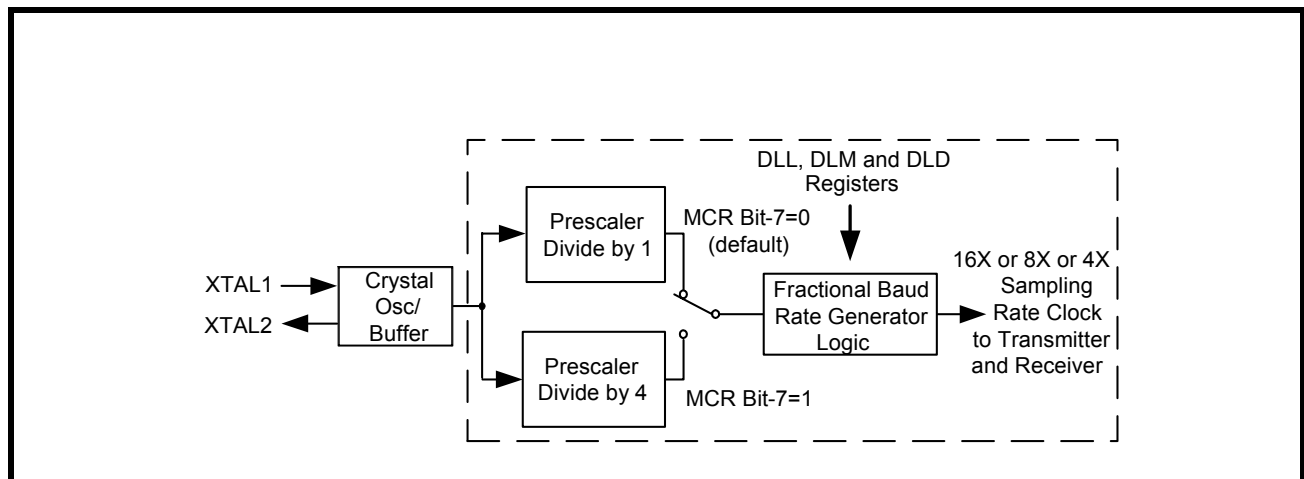 DLL, DLM and DLD
Registers
Prescaler
Divide by 1
MCR Bit-7=0
(default)
XTAL1
XTAL2
Crystal
Osc/
Buffer
Fractional Baud
Rate Generator
Logic
16X or 8X or 4X
Sampling
Rate Clock
to Transmitter
and Receiver
Prescaler
Divide by 4
MCR Bit-7=1